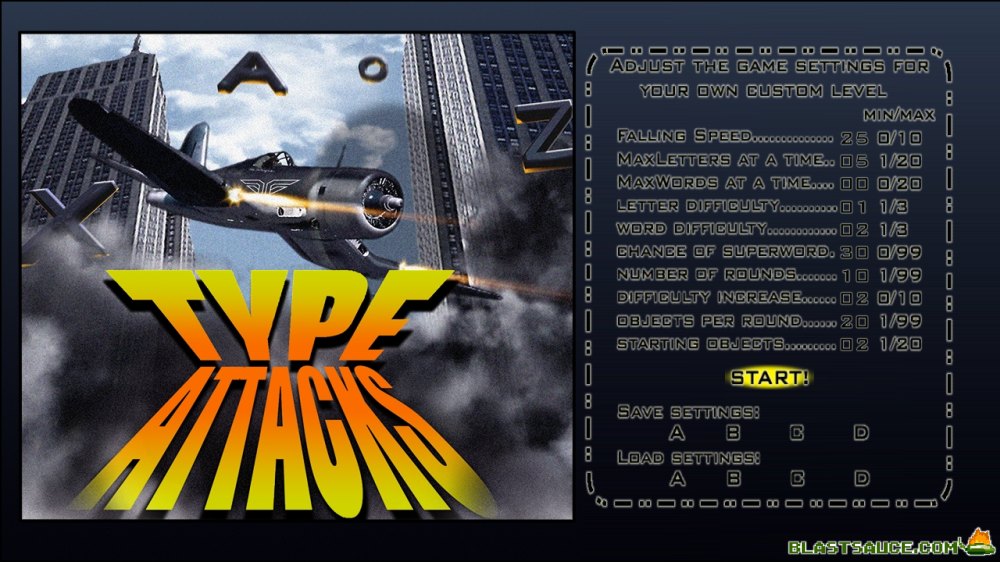 A O
Z
X
TYPE
ATTACKS
ADJUST THE GAME SETTINGS FOR
YOUR OWN CUSTOM LEVEL
MIN/MAX
FALLING SPEED.............. 25 0/10
MAXLETTERS AT A TIME.. 05 1/20
MAXWORDS AT A TIME.... 00 0/20
LETTER DIFFICULTY.......... 01 1/3
WORD DIFFICULTY............ 02 1/3
CHANCE OF SUPERWORD. 30 0/99
NUMBER OF ROUNDS....... 10 1/99
DIFFICULTY INCREASE...... 02 0/10
OBJECTS PER ROUND...... 20 1/99
STARTING OBJECTS......... 02 1/20
START!
SAVE SETTINGS:
A B C D
LOAD SETTINGS:
A B C D
BLASTSAUCE.COM